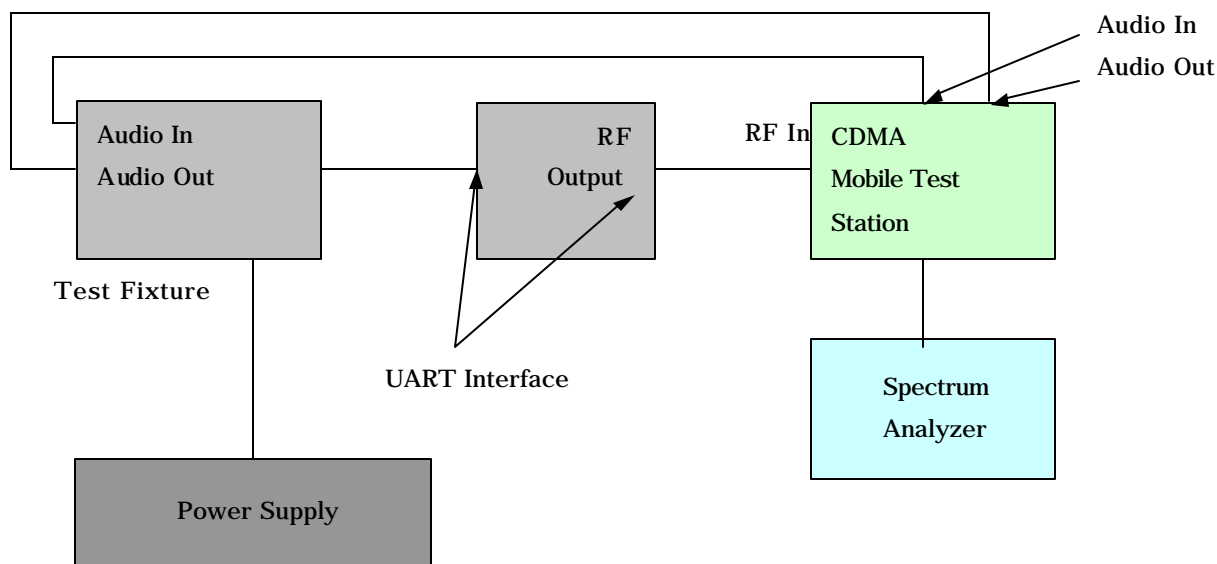 Audio In
Audio Out
Audio In
Audio Out
RF
Output
RF In
CDMA
Mobile Test
Station
Test Fixture
UART Interface
Spectrum
Analyzer
Power Supply